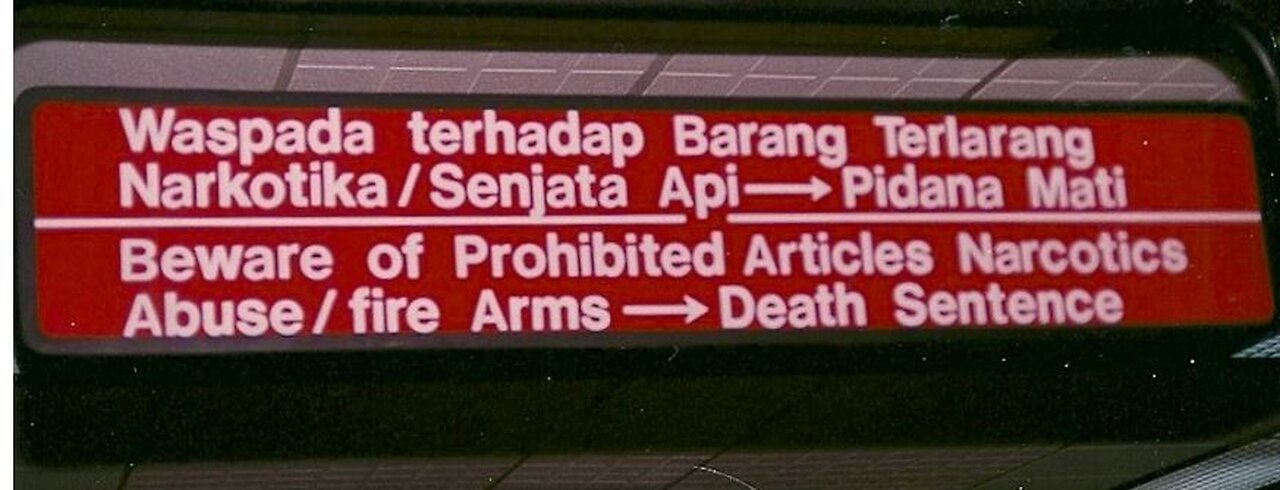 Waspada terhadap Barang Terlarang
Narkotika/Senjata Api→Pidana Mati
Beware of Prohibited Articles Narcotics
Abuse/fire Arms→Death Sentence